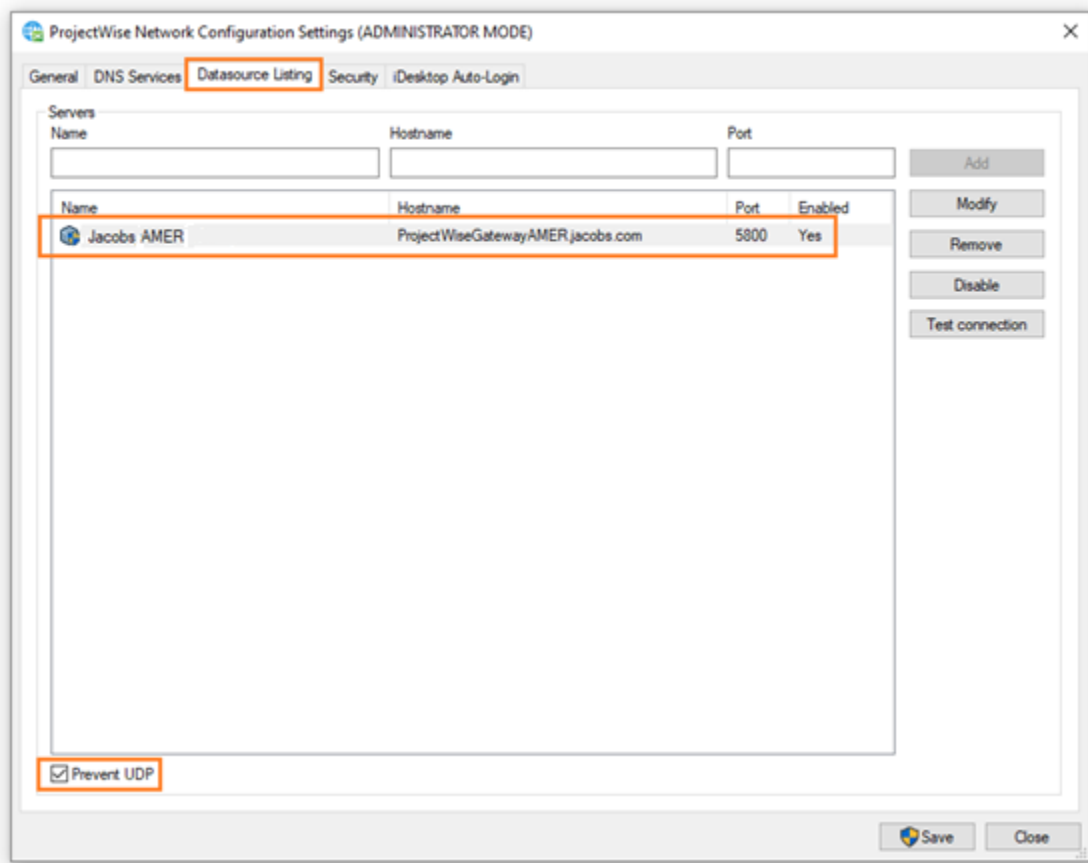 ProjectWise Network Configuration Settings (ADMINISTRATOR MODE)
General DNS Services Datasource Listing Security iDesktop Auto-Login
Servers
Name Hostname Port
Add
Name Hostname Port Enabled
Modify
Jacobs AMER ProjectWiseGatewayAMER.jacobs.com 5800 Yes
Remove
Disable
Test connection
Prevent UDP
Save Close